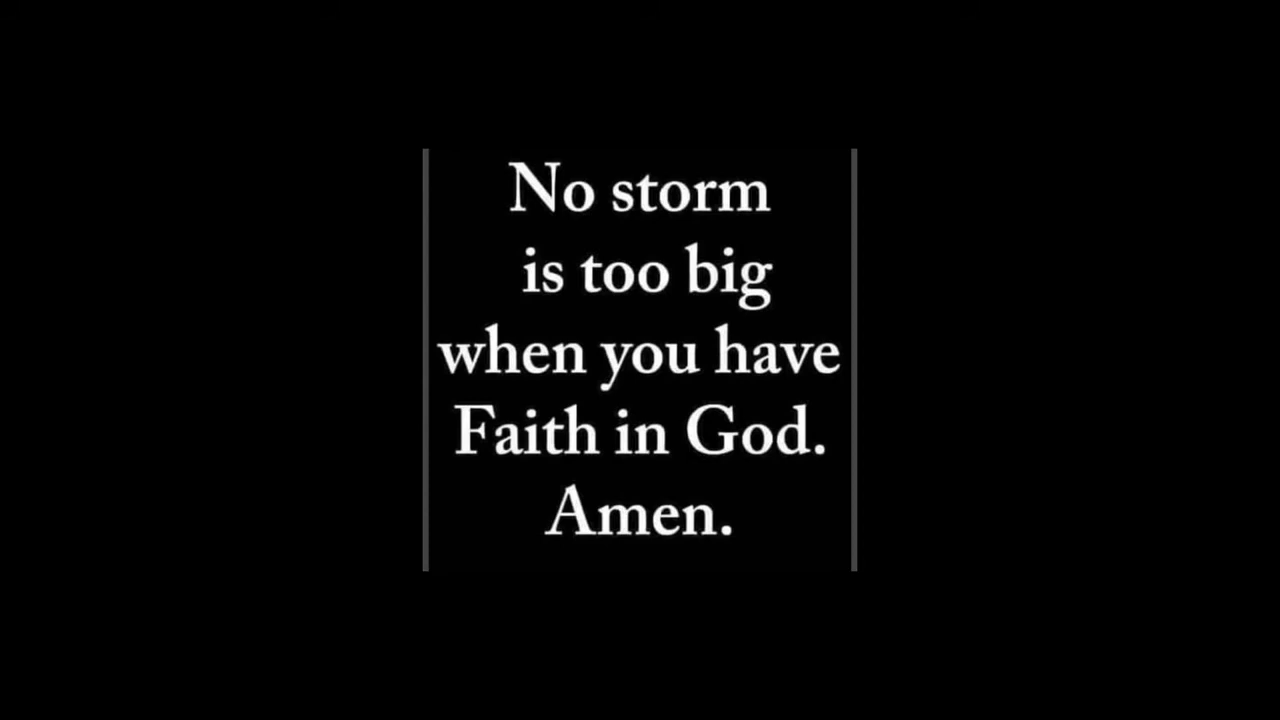 No storm
is too big
when you have
Faith in God.
Amen.